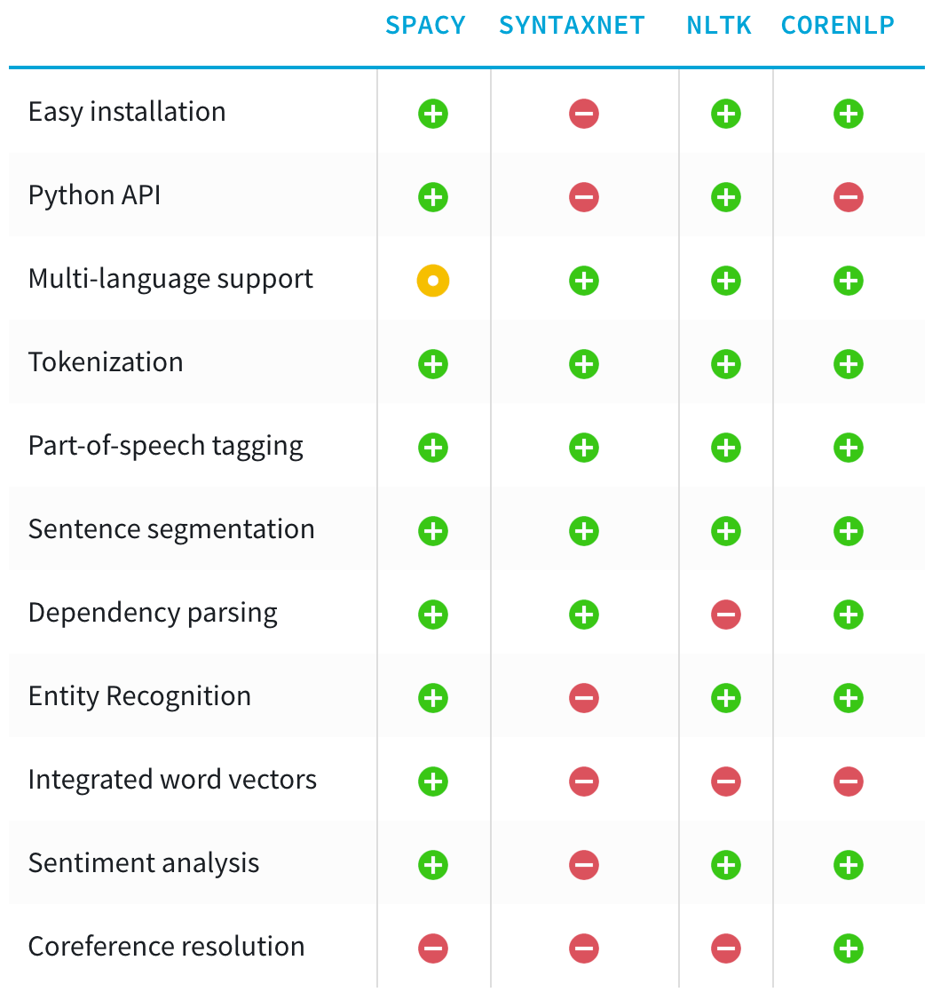 SPACY SYNTAXNET NLTK CORENLP
Easy installation
Python API
Multi-language support
Tokenization
Part-of-speech tagging
Sentence segmentation
Dependency parsing
Entity Recognition
Integrated word vectors
Sentiment analysis
Coreference resolution